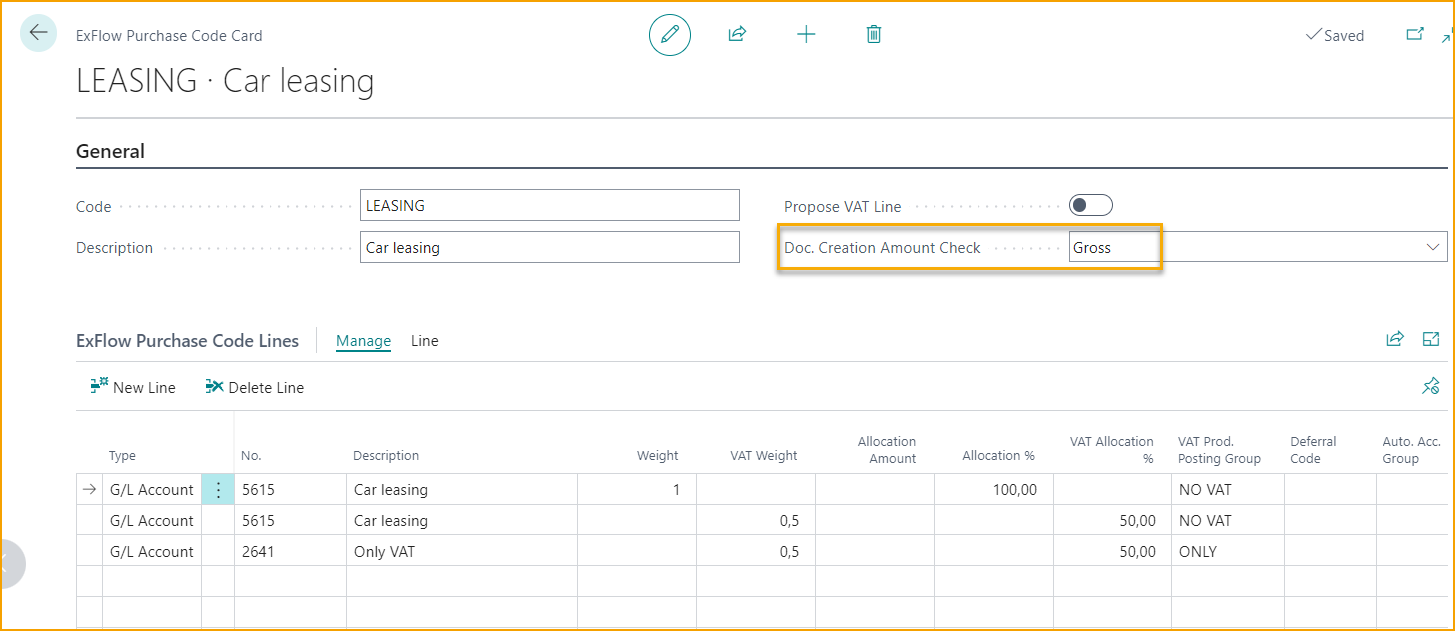 ExFlow Purchase Code Card
Saved
LEASING · Car leasing
General
Code LEASING
Propose VAT Line
Description Car leasing
Doc. Creation Amount Check Gross
ExFlow Purchase Code Lines Manage Line
New Line Delete Line
Type No. Description Weight VAT Weight Allocation Amount Allocation % VAT Allocation % VAT Prod. Posting Group Deferral Code Auto. Acc. Group
G/L Account 5615 Car leasing 1 100,00 NO VAT
G/L Account 5615 Car leasing 0,5 50,00 NO VAT
G/L Account 2641 Only VAT 0,5 50,00 ONLY